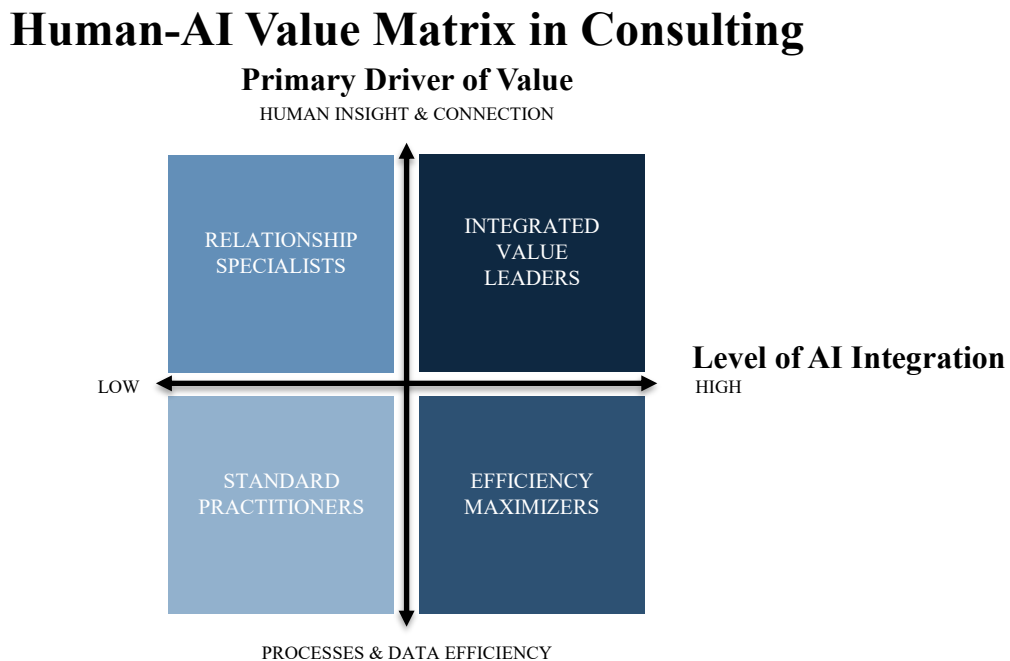 Human-AI Value Matrix in Consulting
Primary Driver of Value
HUMAN INSIGHT & CONNECTION
RELATIONSHIP
SPECIALISTS
INTEGRATED
VALUE
LEADERS
Level of AI Integration
LOW
HIGH
STANDARD
PRACTITIONERS
EFFICIENCY
MAXIMIZERS
PROCESSES & DATA EFFICIENCY